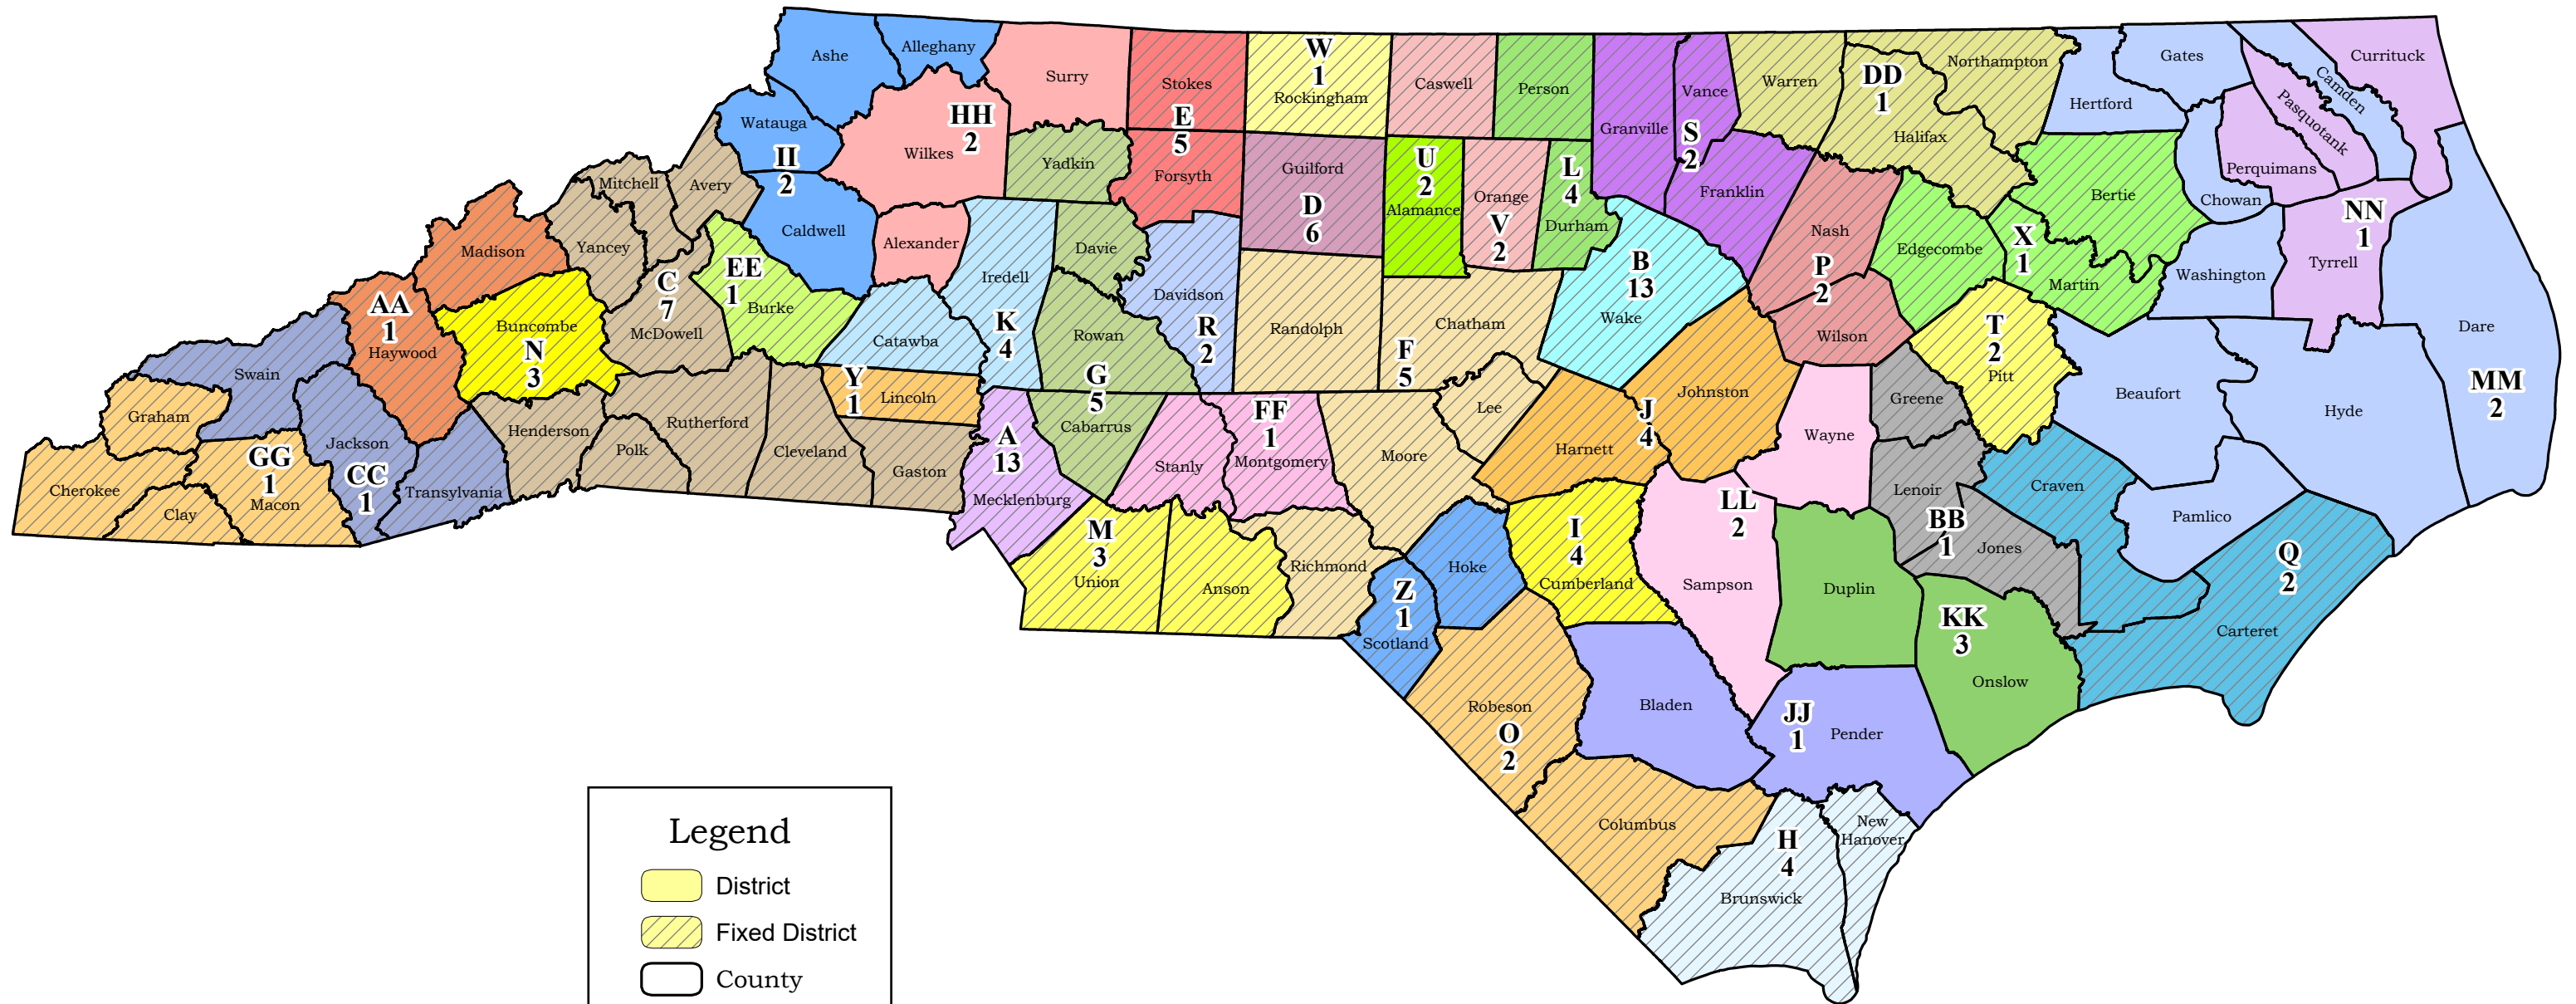 Ashe
Alleghany
Surry
Stokes
W
1
Rockingham
Caswell
Person
Granville
Vance
Warren
DD
1
Northampton
Halifax
Hertford
Gates
Camden
Currituck
Pasquotank
Perquimans
Chowan
Watauga
II
2
HH
2
Wilkes
Yadkin
E
5
Forsyth
Guilford
D
6
U
2
Alamance
Orange
V
2
L
4
Durham
S
2
Franklin
Nash
P
2
Edgecombe
X
1
Bertie
Martin
Washington
NN
1
Tyrrell
Dare
MM
2
Mitchell
Avery
Yancey
Madison
Caldwell
Alexander
Iredell
K
4
Davie
Davidson
R
2
Randolph
Chatham
F
5
B
13
Wake
Wilson
T
2
Pitt
Beaufort
Hyde
AA
1
Haywood
Buncombe
N
3
C
7
McDowell
EE
1
Burke
Catawba
Rowan
G
5
Cabarrus
Swain
Graham
Jackson
CC
1
GG
1
Macon
Cherokee
Clay
Transylvania
Henderson
Polk
Rutherford
Cleveland
Y
1
Lincoln
Gaston
A
13
Mecklenburg
Stanly
FF
1
Montgomery
Moore
Lee
Harnett
J
4
Johnston
Wayne
Greene
Lenoir
BB
1
Jones
Craven
Pamlico
Q
2
Carteret
M
3
Union
Anson
Richmond
Z
1
Scotland
Hoke
I
4
Cumberland
LL
2
Sampson
Duplin
KK
3
Onslow
Robeson
O
2
Bladen
JJ
1
Pender
Columbus
H
4
Brunswick
New
Hanover
Legend
District
Fixed District
County